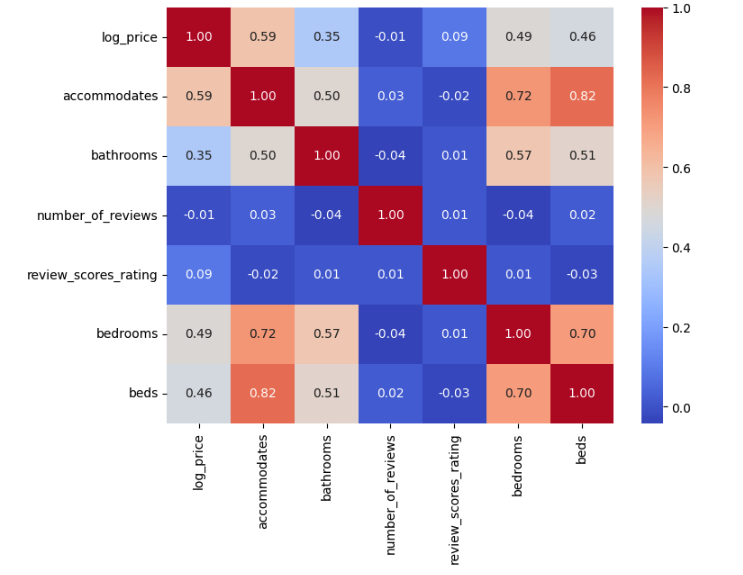 log_price 1.00 0.59 0.35 -0.01 0.09 0.49 0.46
accommodates 0.59 1.00 0.50 0.03 -0.02 0.72 0.82
bathrooms 0.35 0.50 1.00 -0.04 0.01 0.57 0.51
number_of_reviews -0.01 0.03 -0.04 1.00 0.01 -0.04 0.02
review_scores_rating 0.09 -0.02 0.01 0.01 1.00 0.01 -0.03
bedrooms 0.49 0.72 0.57 -0.04 0.01 1.00 0.70
beds 0.46 0.82 0.51 0.02 -0.03 0.70 1.00
log_price
accommodates
bathrooms
number_of_reviews
review_scores_rating
bedrooms
beds
1.0
0.8
0.6
0.4
0.2
0.0